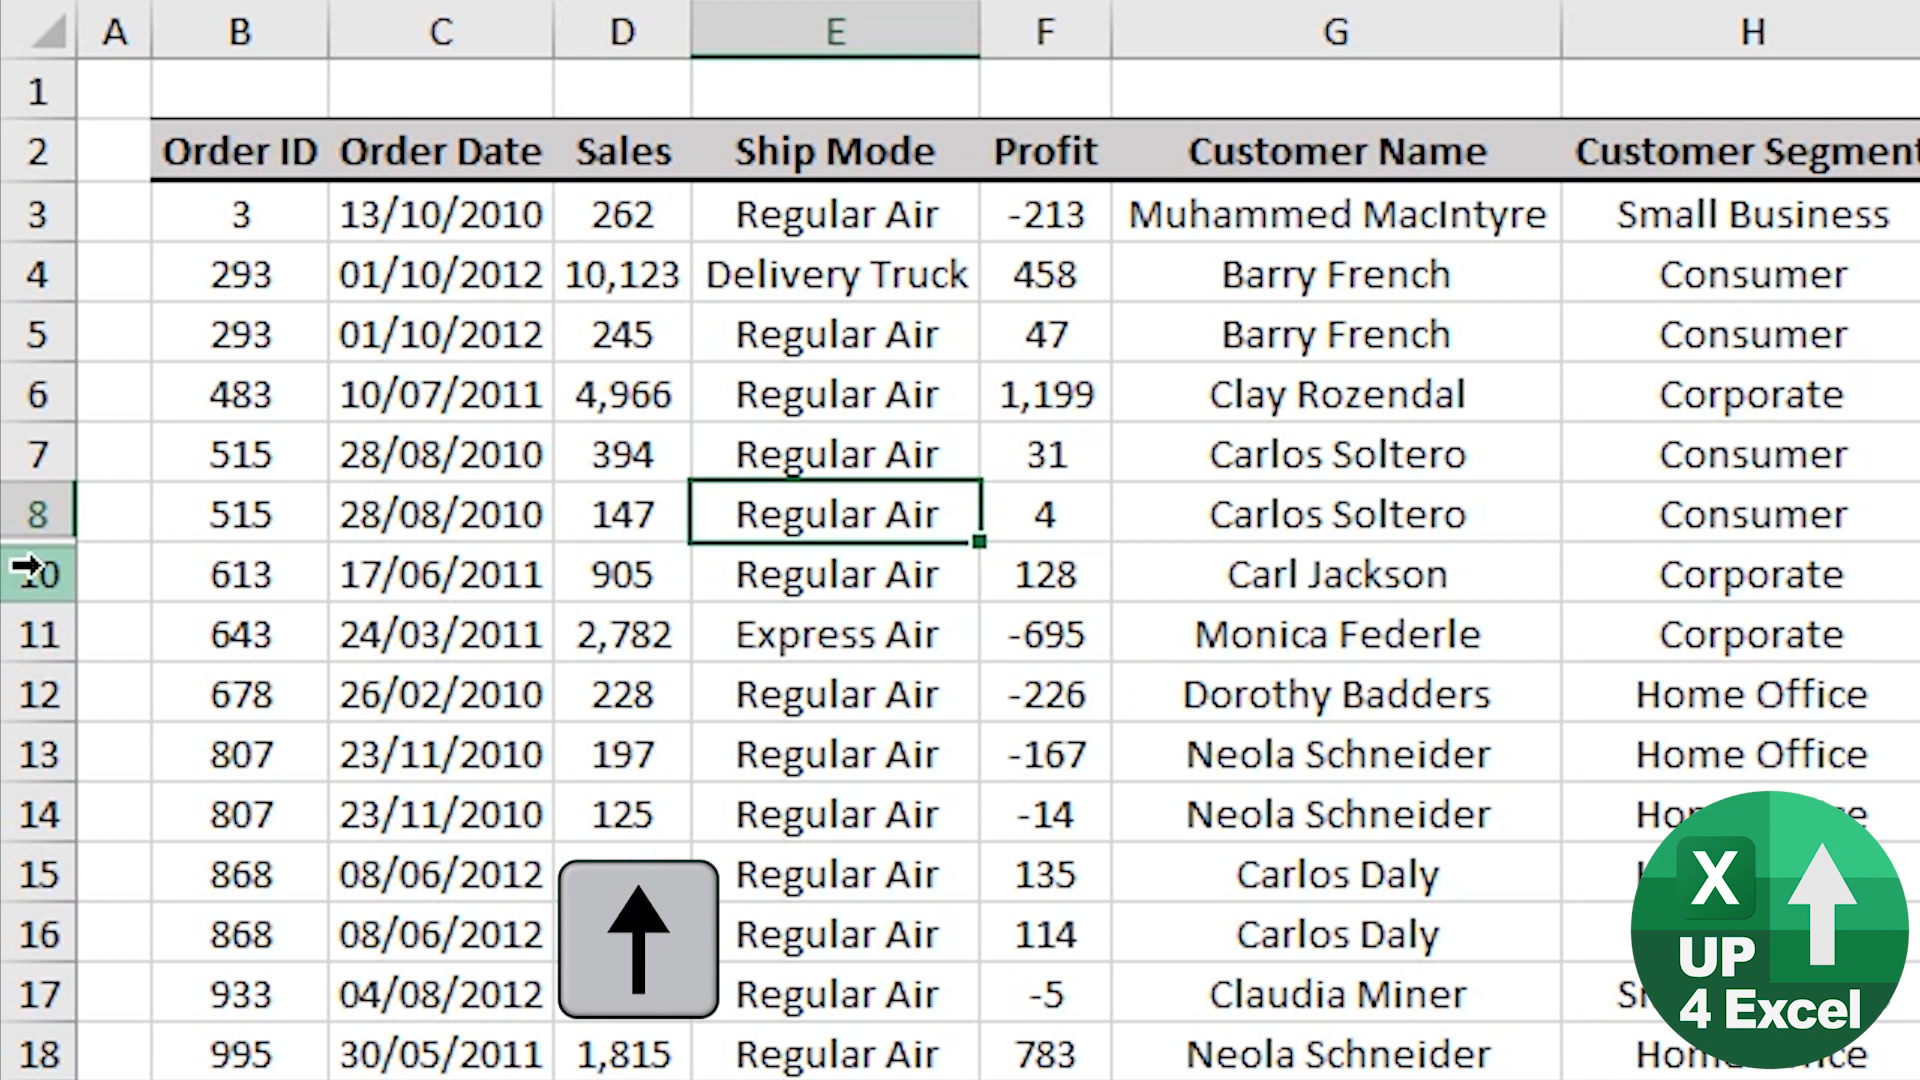 A B C D E F G H
1
2 Order ID Order Date Sales Ship Mode Profit Customer Name Customer Segment
3 3 13/10/2010 262 Regular Air -213 Muhammed MacIntyre Small Business
4 293 01/10/2012 10,123 Delivery Truck 458 Barry French Consumer
5 293 01/10/2012 245 Regular Air 47 Barry French Consumer
6 483 10/07/2011 4,966 Regular Air 1,199 Clay Rozendal Corporate
7 515 28/08/2010 394 Regular Air 31 Carlos Soltero Consumer
8 515 28/08/2010 147 Regular Air 4 Carlos Soltero Consumer
10 613 17/06/2011 905 Regular Air 128 Carl Jackson Corporate
11 643 24/03/2011 2,782 Express Air -695 Monica Federle Corporate
12 678 26/02/2010 228 Regular Air -226 Dorothy Badders Home Office
13 807 23/11/2010 197 Regular Air -167 Neola Schneider Home Office
14 807 23/11/2010 125 Regular Air -14 Neola Schneider
15 868 08/06/2012 Regular Air 135 Carlos Daly
16 868 08/06/2012 Regular Air 114 Carlos Daly
17 933 04/08/2012 Regular Air -5 Claudia Miner
18 995 30/05/2011 1,815 Regular Air 783 Neola Schneider
X
UP
4 Excel